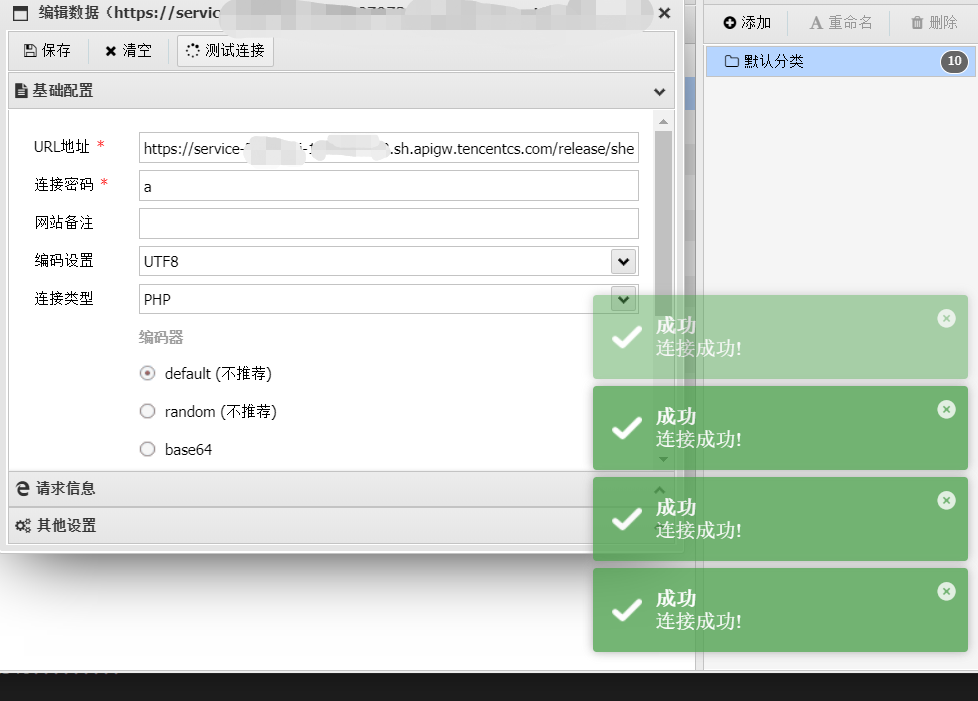 编辑数据（https://servic
保存 清空 测试连接
添加 重命名 删除
默认分类 10
基础配置
URL地址 * https://service- .sh.apigw.tencentcs.com/release/she
连接密码 * a
网站备注
编码设置 UTF8
连接类型 PHP
编码器
default (不推荐)
random (不推荐)
base64
请求信息
其他设置
成功
连接成功!
成功
连接成功!
成功
连接成功!
成功
连接成功!